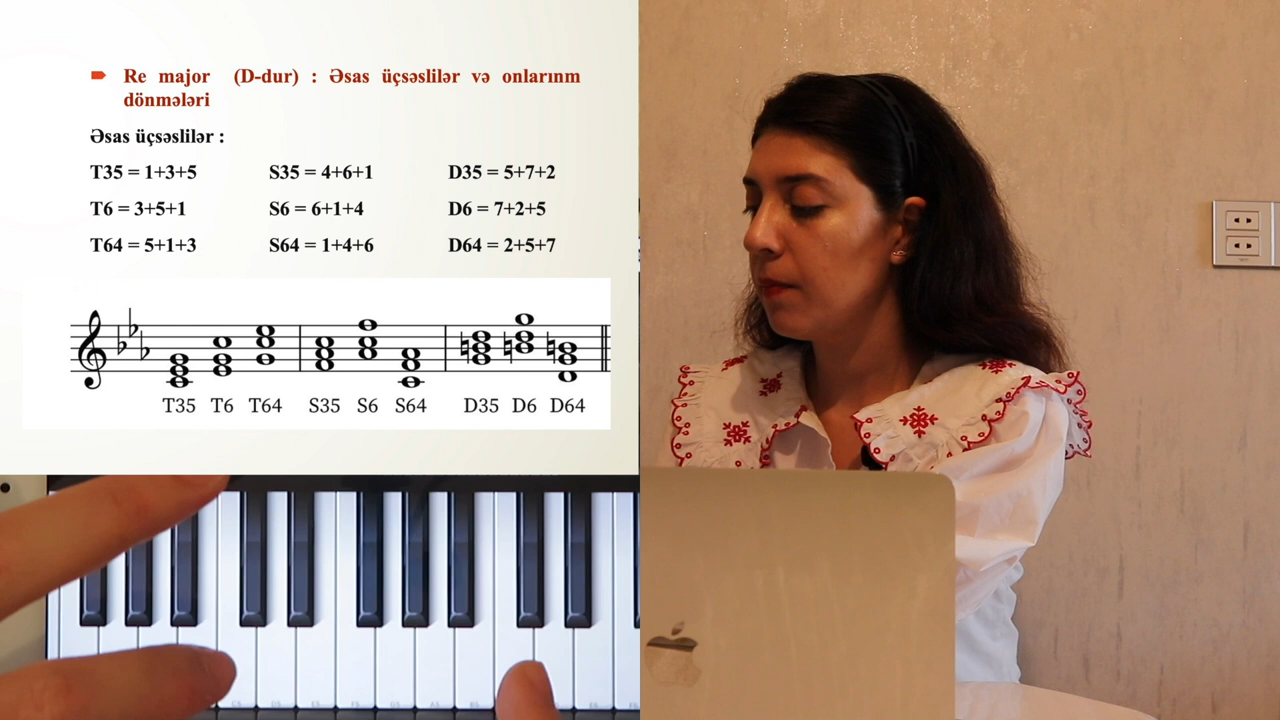 Re major (D-dur) : Əsas üçsəslilər və onlarınm
dönmələri
Əsas üçsəslilər :
T35 = 1+3+5 S35 = 4+6+1 D35 = 5+7+2
T6 = 3+5+1 S6 = 6+1+4 D6 = 7+2+5
T64 = 5+1+3 S64 = 1+4+6 D64 = 2+5+7
T35 T6 T64 S35 S6 S64 D35 D6 D64